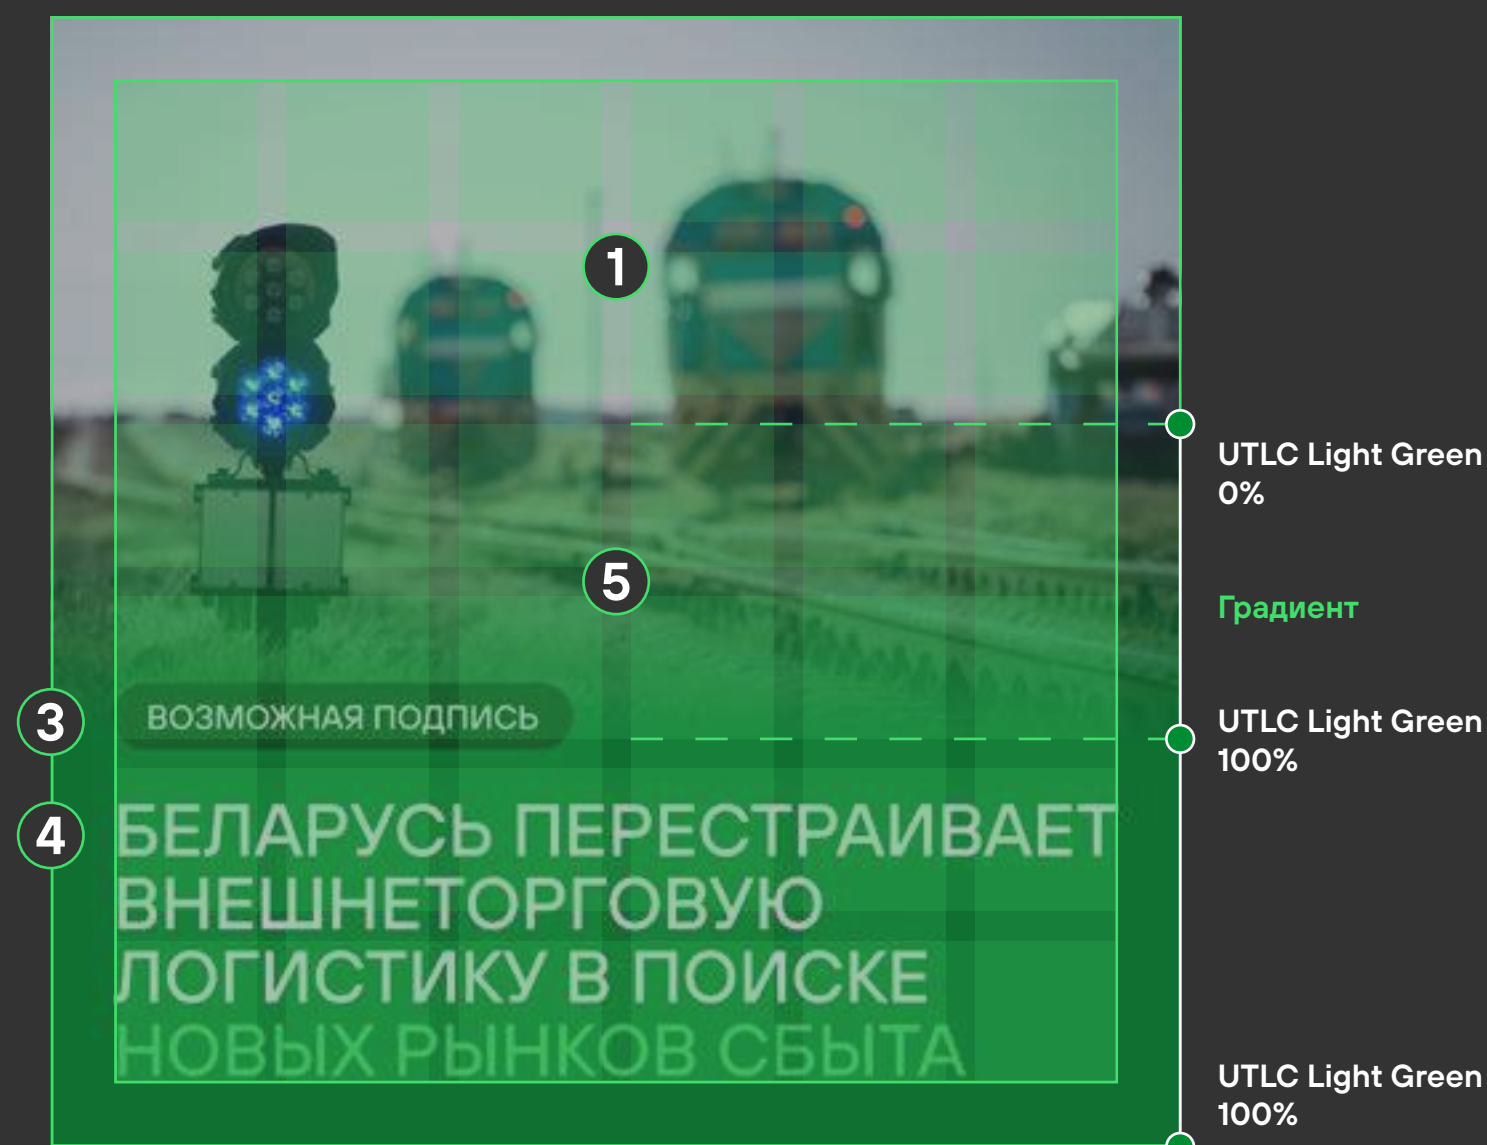 1
UTLC Light Green
0%
5
Градиент
3
ВОЗМОЖНАЯ ПОДПИСЬ
UTLC Light Green
100%
4
БЕЛАРУСЬ ПЕРЕСТРАИВАЕТ
ВНЕШНЕТОРГОВУЮ
ЛОГИСТИКУ В ПОИСКЕ
НОВЫХ РЫНКОВ СБЫТА
UTLC Light Green
100%